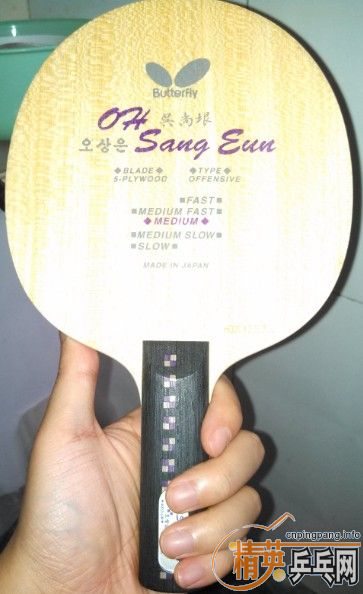 Butterfly
OH 吳尚垠
오상은 Sang Eun
◆BLADE◆ ◆TYPE◆
5-PLYWOOD OFFENSIVE
■FAST■
■MEDIUM FAST■
◆MEDIUM◆
■MEDIUM SLOW■
■SLOW■
MADE IN JAPAN
cnpingpang.info
精英乒乓网